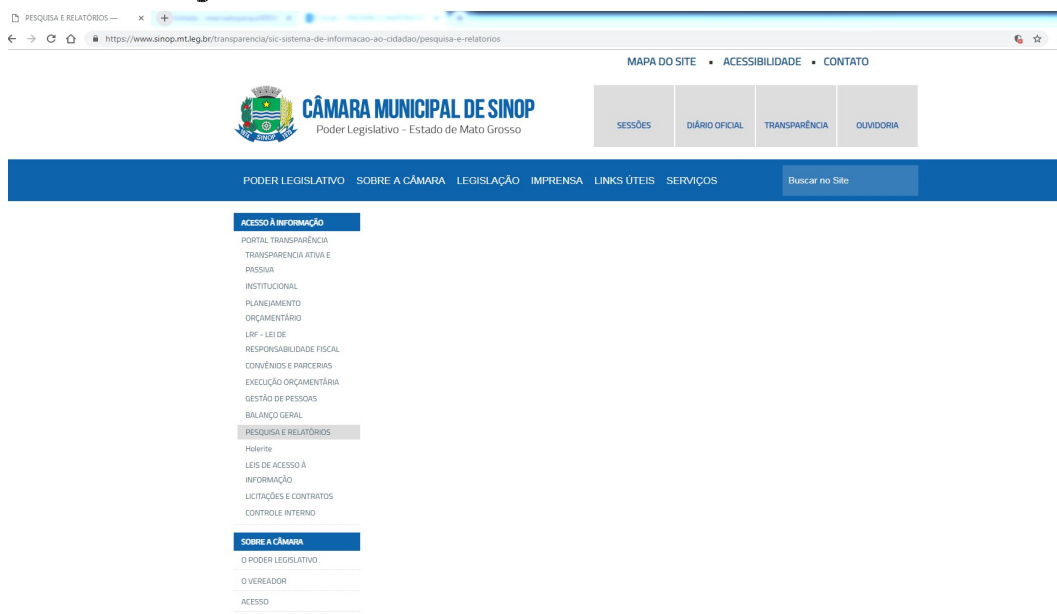 PESQUISA E RELATÓRIOS —
https://www.sinop.mt.leg.br/transparencia/sic-sistema-de-informacao-ao-cidadao/pesquisa-e-relatorios
MAPA DO SITE ▪ ACESSIBILIDADE ▪ CONTATO
CÂMARA MUNICIPAL DE SINOP
Poder Legislativo - Estado de Mato Grosso
SINOP
SESSÕES DIÁRIO OFICIAL TRANSPARÊNCIA OUVIDORIA
PODER LEGISLATIVO SOBRE A CÂMARA LEGISLAÇÃO IMPRENSA LINKS ÚTEIS SERVIÇOS Buscar no Site
ACESSO À INFORMAÇÃO
PORTAL TRANSPARÊNCIA
TRANSPARENCIA ATIVA E
PASSIVA
INSTITUCIONAL
PLANEJAMENTO
ORÇAMENTÁRIO
LRF - LEI DE
RESPONSABILIDADE FISCAL
CONVÊNIOS E PARCERIAS
EXECUÇÃO ORÇAMENTÁRIA
GESTÃO DE PESSOAS
BALANÇO GERAL
PESQUISA E RELATÓRIOS
Holerite
LEIS DE ACESSO À
INFORMAÇÃO
LICITAÇÕES E CONTRATOS
CONTROLE INTERNO
SOBRE A CÂMARA
O PODER LEGISLATIVO
O VEREADOR
ACESSO